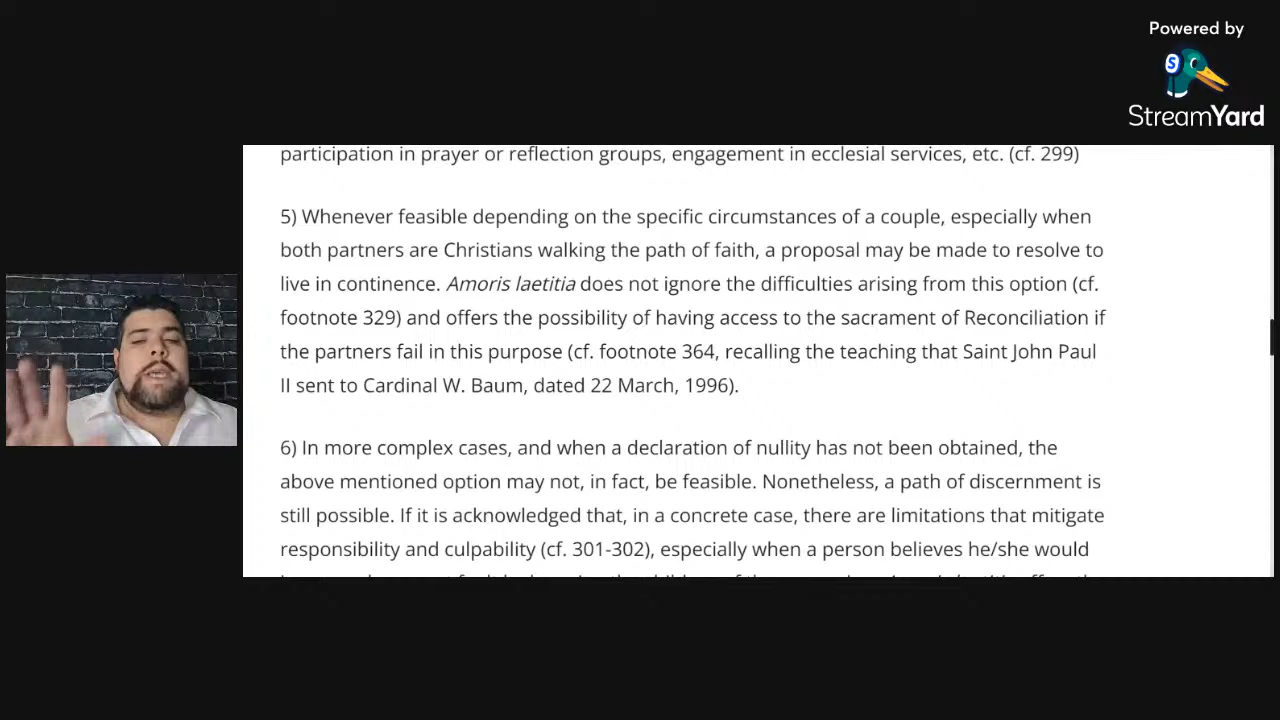 Powered by
S
StreamYard
participation in prayer or reflection groups, engagement in ecclesial services, etc. (cf. 299)
5) Whenever feasible depending on the specific circumstances of a couple, especially when
both partners are Christians walking the path of faith, a proposal may be made to resolve to
live in continence. Amoris laetitia does not ignore the difficulties arising from this option (cf.
footnote 329) and offers the possibility of having access to the sacrament of Reconciliation if
the partners fail in this purpose (cf. footnote 364, recalling the teaching that Saint John Paul
II sent to Cardinal W. Baum, dated 22 March, 1996).
6) In more complex cases, and when a declaration of nullity has not been obtained, the
above mentioned option may not, in fact, be feasible. Nonetheless, a path of discernment is
still possible. If it is acknowledged that, in a concrete case, there are limitations that mitigate
responsibility and culpability (cf. 301-302), especially when a person believes he/she would